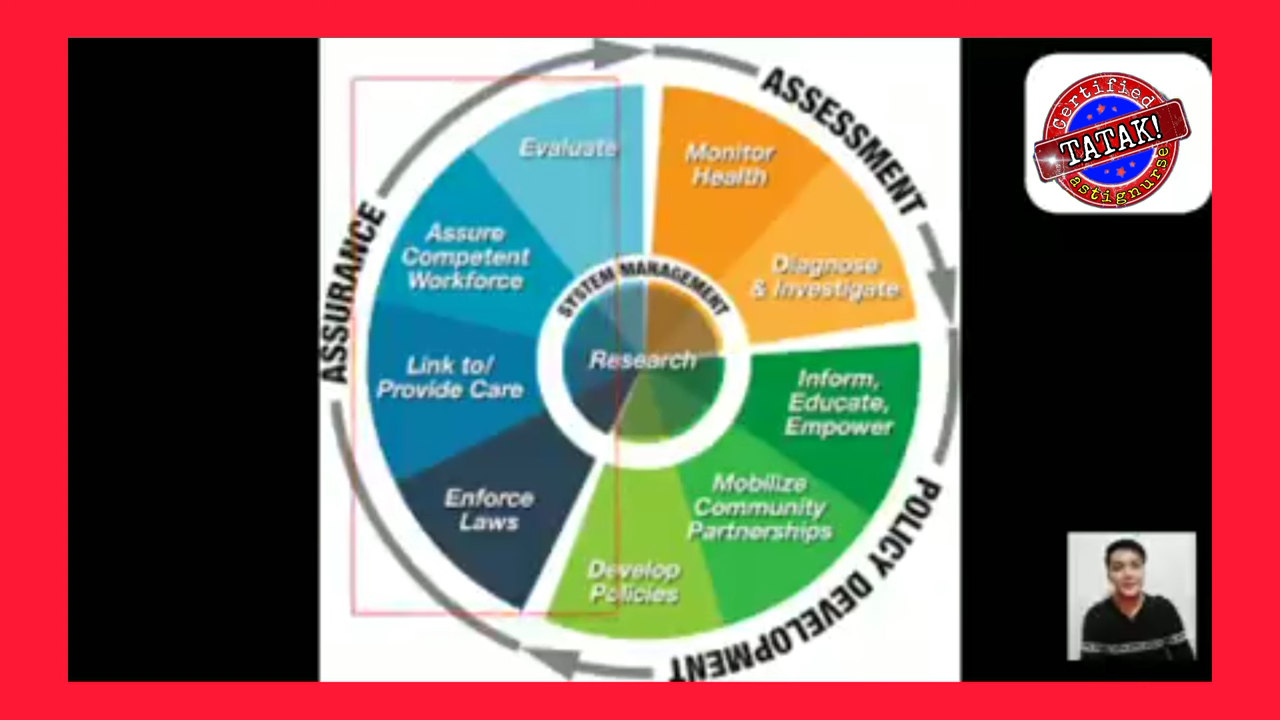 ASSESSMENT
Monitor
Health
Diagnose
& Investigate
Inform,
Educate,
Empower
POLICY DEVELOPMENT
Mobilize
Community
Partnerships
Develop
Policies
Enforce
Laws
ASSURANCE
Link to/
Provide Care
Assure
Competent
Workforce
Evaluate
SYSTEM MANAGEMENT
Research
Certified
TATAK!
astignurse